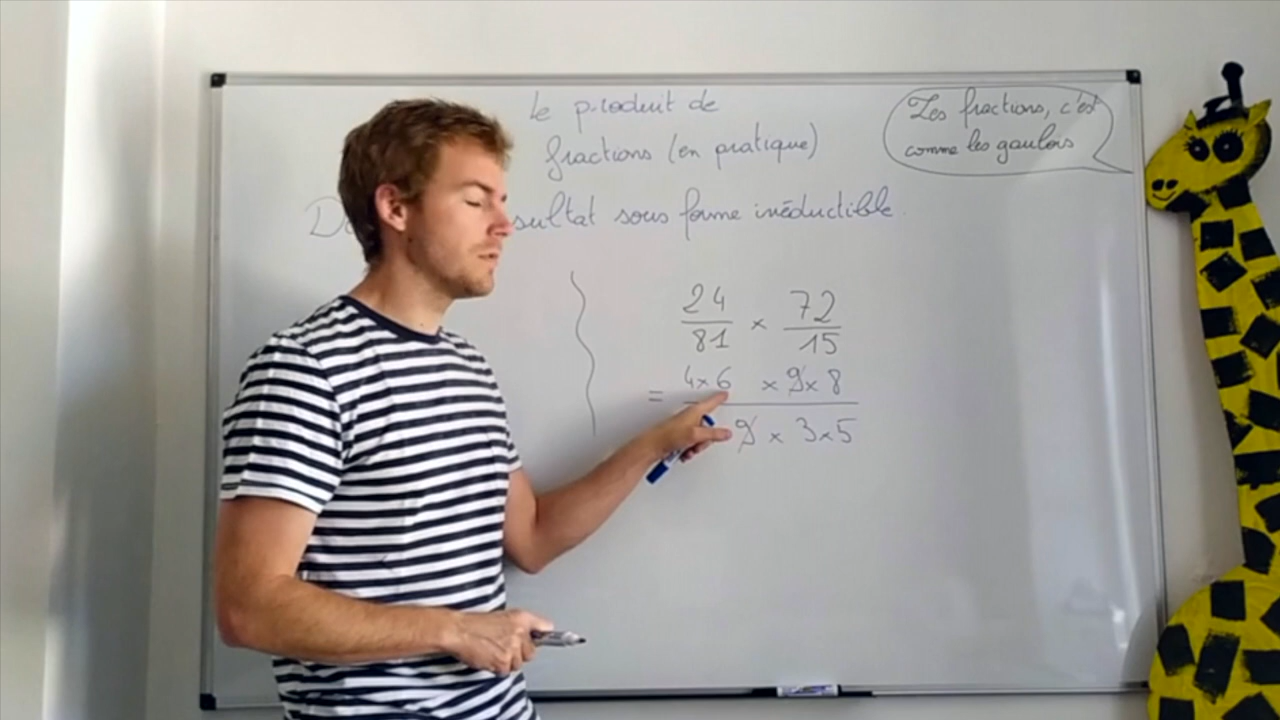 Le produit de
fractions (en pratique)
Les fractions, c'est
comme les gaulois
sultat sous forme irréductible.
24/81 × 72/15
= 4×6 × 9×8 / 9 × 3×5